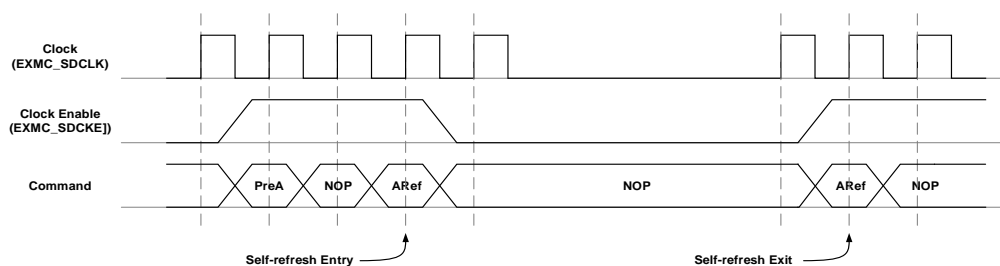 Clock
(EXMC_SDCLK)
Clock Enable
(EXMC_SDCKE])
Command
PreA NOP ARef NOP ARef NOP
Self-refresh Entry
Self-refresh Exit